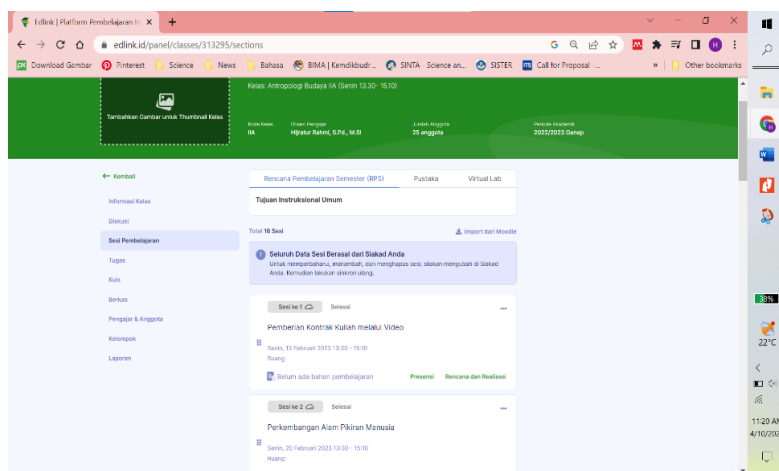 Edlink | Platform Pembelajaran In
edlink.id/panel/classes/313295/sections
Download Gambar Pinterest Science News Bahasa BIMA | Kemdikbudr... SINTA - Science an... SISTER Call for Proposal ... » Other bookmarks
Tambahkan Gambar untuk Thumbnail Kelas
Kelas: Antropologi Budaya IIA (Senin 13.30- 15.10)
Kode Kelas Dosen Pengajar Jumlah Anggota Periode Akademik
IIA Hijratur Rahmi, S.Pd., M.Si 25 anggota 2022/2023 Genap
← Kembali
Informasi Kelas
Diskusi
Sesi Pembelajaran
Tugas
Kuis
Berkas
Pengajar & Anggota
Kelompok
Laporan
Rencana Pembelajaran Semester (RPS) Pustaka Virtual Lab
Tujuan Instruksional Umum
Total 16 Sesi Import dari Moodle
Seluruh Data Sesi Berasal dari Siakad Anda
Untuk memperbaharui, menambah, dan menghapus sesi, silakan mengubah di Siakad
Anda. Kemudian lakukan sinkron ulang.
Sesi ke 1 Selesai
Pemberian Kontrak Kuliah melalui Video
Senin, 13 Februari 2023 13:30 - 15:10
Ruang:
Belum ada bahan pembelajaran Presensi Rencana dan Realisasi
Sesi ke 2 Selesai
Perkembangan Alam Pikiran Manusia
Senin, 20 Februari 2023 13:30 - 15:10
Ruang:
38%
22°C
11:20 AM
4/10/202